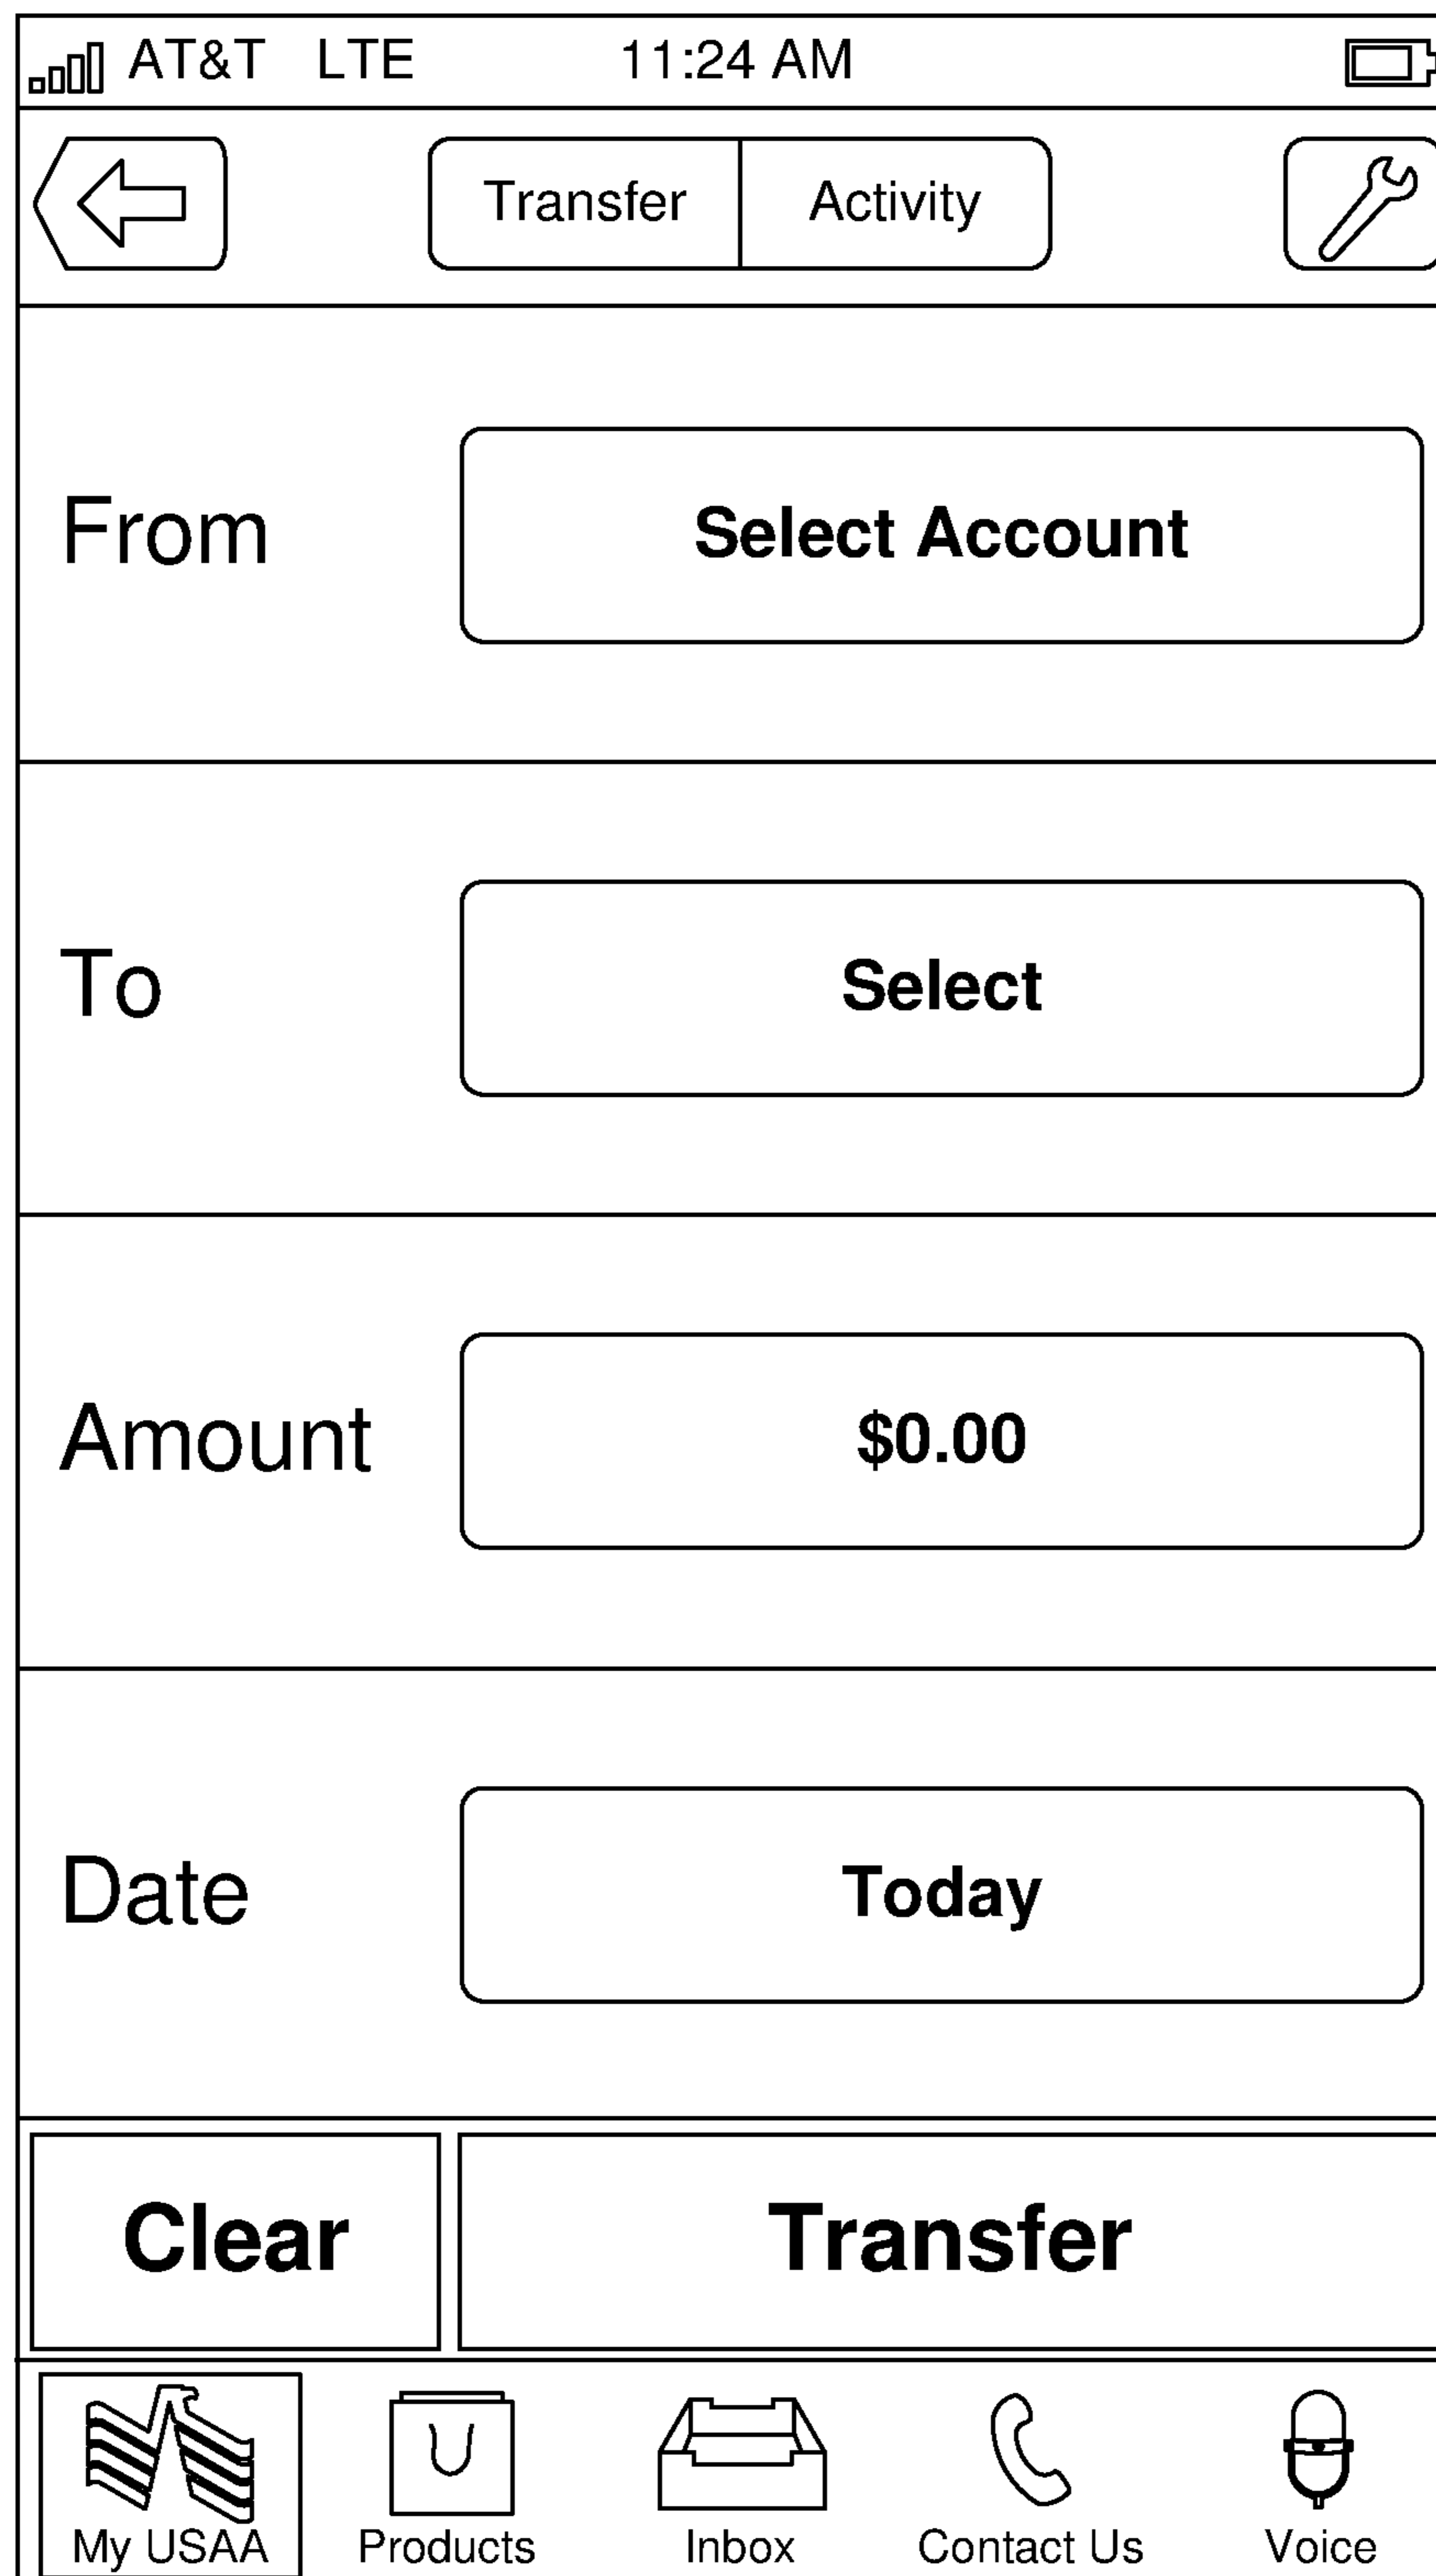 AT&T LTE 11:24 AM
Transfer Activity
From Select Account
To Select
Amount $0.00
Date Today
Clear Transfer
My USAA Products Inbox Contact Us Voice